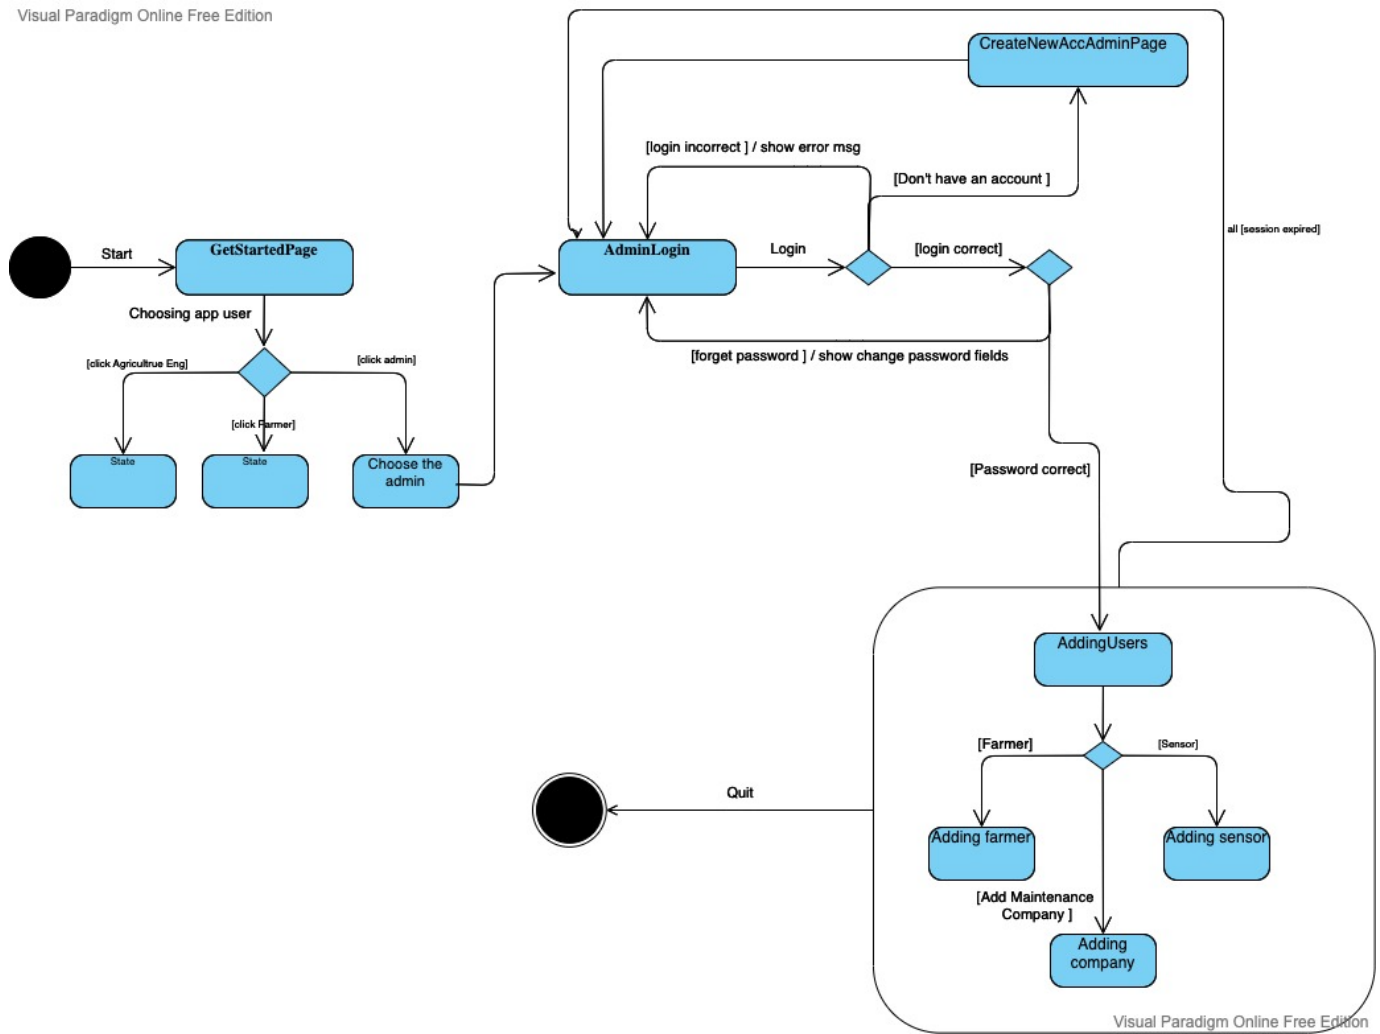 Visual Paradigm Online Free Edition
CreateNewAccAdminPage
[login incorrect ] / show error msg
[Don't have an account ]
all [session expired]
Start
GetStartedPage
AdminLogin
Login
[login correct]
Choosing app user
[click Agricultrue Eng]
[click admin]
[forget password ] / show change password fields
[click Farmer]
State
State
Choose the
admin
[Password correct]
AddingUsers
[Farmer]
[Sensor]
Quit
Adding farmer
Adding sensor
[Add Maintenance
Company ]
Adding
company
Visual Paradigm Online Free Edition